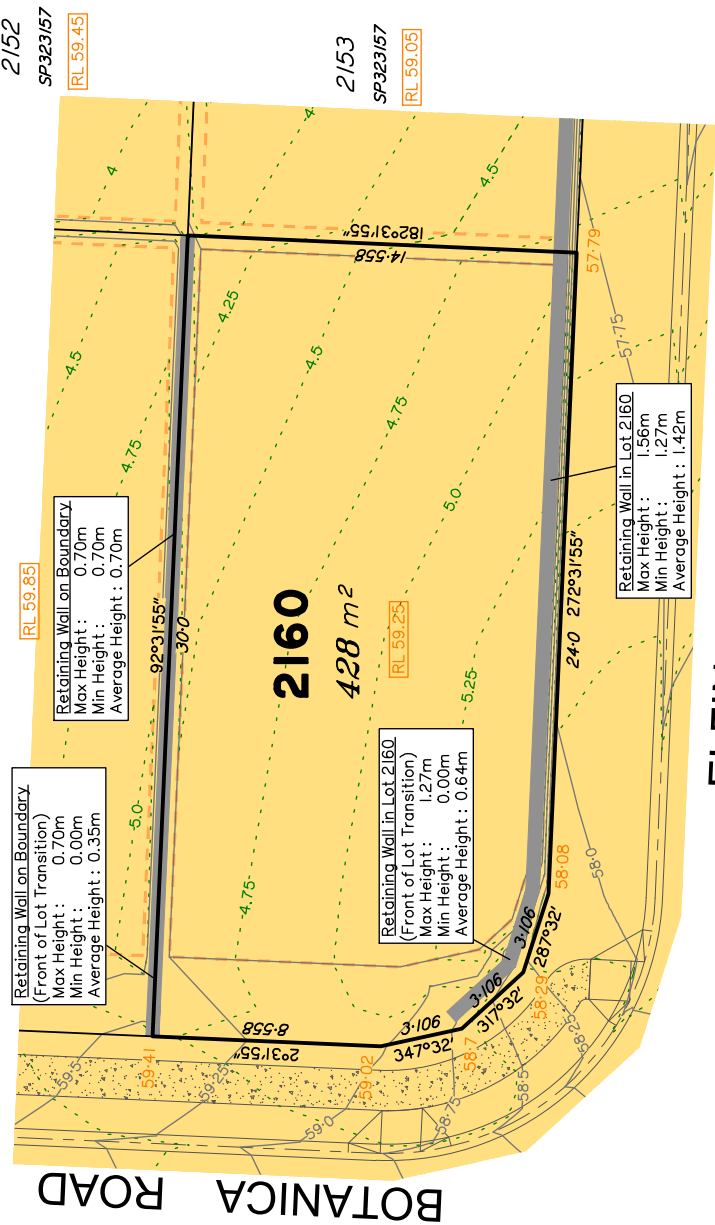 2152
SP323157
RL 59.45
2153
SP323157
RL 59.05
4
4
4.5
4.5
4.25
4.5
4.75
4.75
5.0
5.25
5.0
4.75
182°31'55"
14·558
57·79
57·75
RL 59.85
Retaining Wall on Boundary
Max Height : 0.70m
Min Height : 0.70m
Average Height : 0.70m
92°31'55"
30·0
2160
428 m²
RL 59.25
Retaining Wall in Lot 2160
Max Height : 1.56m
Min Height : 1.27m
Average Height : 1.42m
24·0 272°31'55"
Retaining Wall on Boundary
(Front of Lot Transition)
Max Height : 0.70m
Min Height : 0.00m
Average Height : 0.35m
Retaining Wall in Lot 2160
(Front of Lot Transition)
Max Height : 1.27m
Min Height : 0.00m
Average Height : 0.64m
58·08
58·0
3·106
287°32'
3·106
317°32'
3·106
347°32'
8·558
2°31'55"
58·29
58·25
58·7
58·5
58·75
59·02
59·0
59·25
59·41
59·5
BOTANICA
ROAD